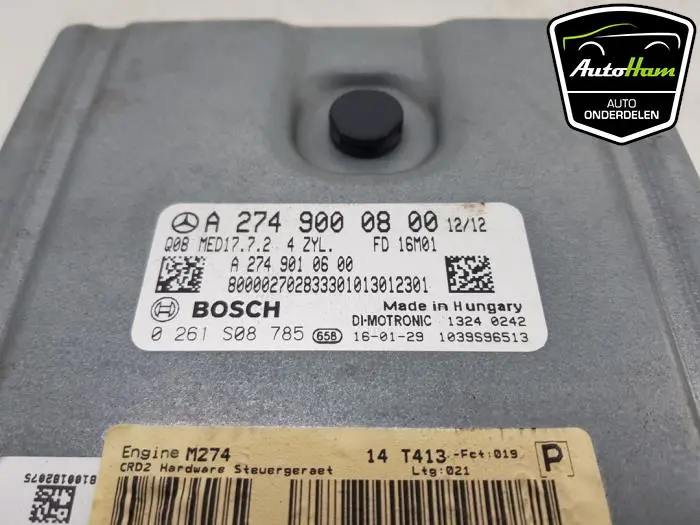 AutoHam
AUTO
ONDERDELEN
A 274 900 08 00 12/12
Q08 MED17.7.2 4 ZYL. FD 16M01
A 274 901 06 00
800002702833301013012301
BOSCH
Made in Hungary
DI-MOTRONIC 1324 0242
0 261 S08 785 65B 16-01-29 1039S96513
Engine M274 14 T413 -Fct:019 P
CRD2 Hardware Steuergeraet Ltg:021
8100182075